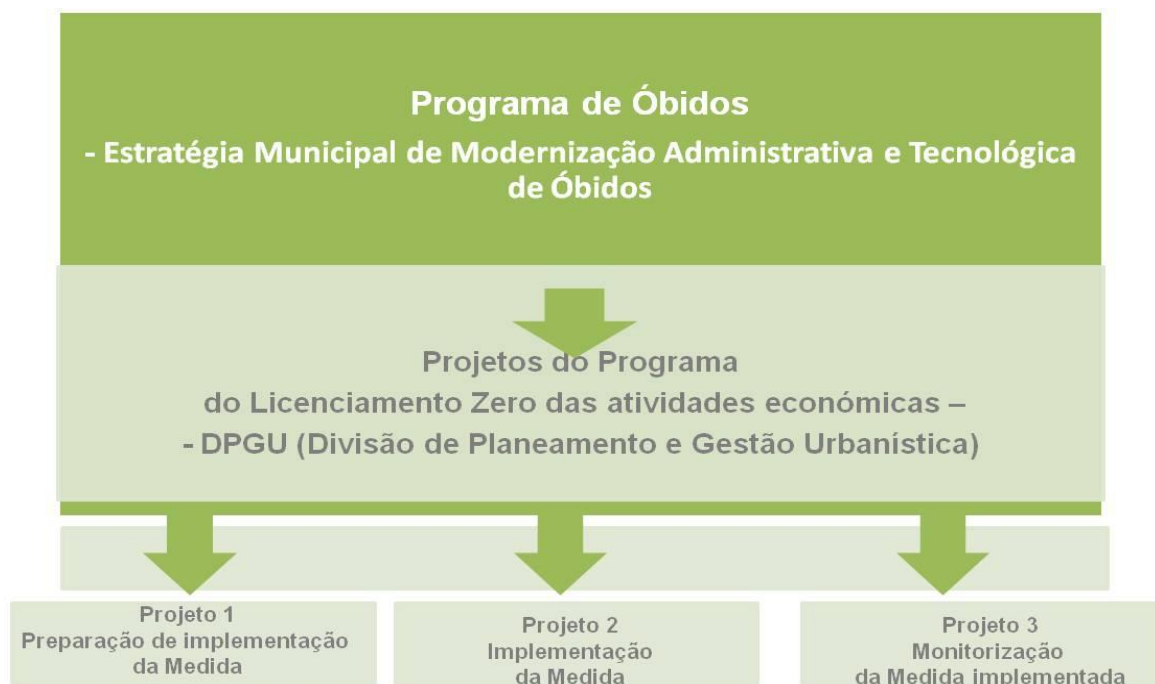 Programa de Óbidos
- Estratégia Municipal de Modernização Administrativa e Tecnológica
de Óbidos
Projetos do Programa
do Licenciamento Zero das atividades económicas –
- DPGU (Divisão de Planeamento e Gestão Urbanística)
Projeto 1
Preparação de implementação
da Medida
Projeto 2
Implementação
da Medida
Projeto 3
Monitorização
da Medida implementada